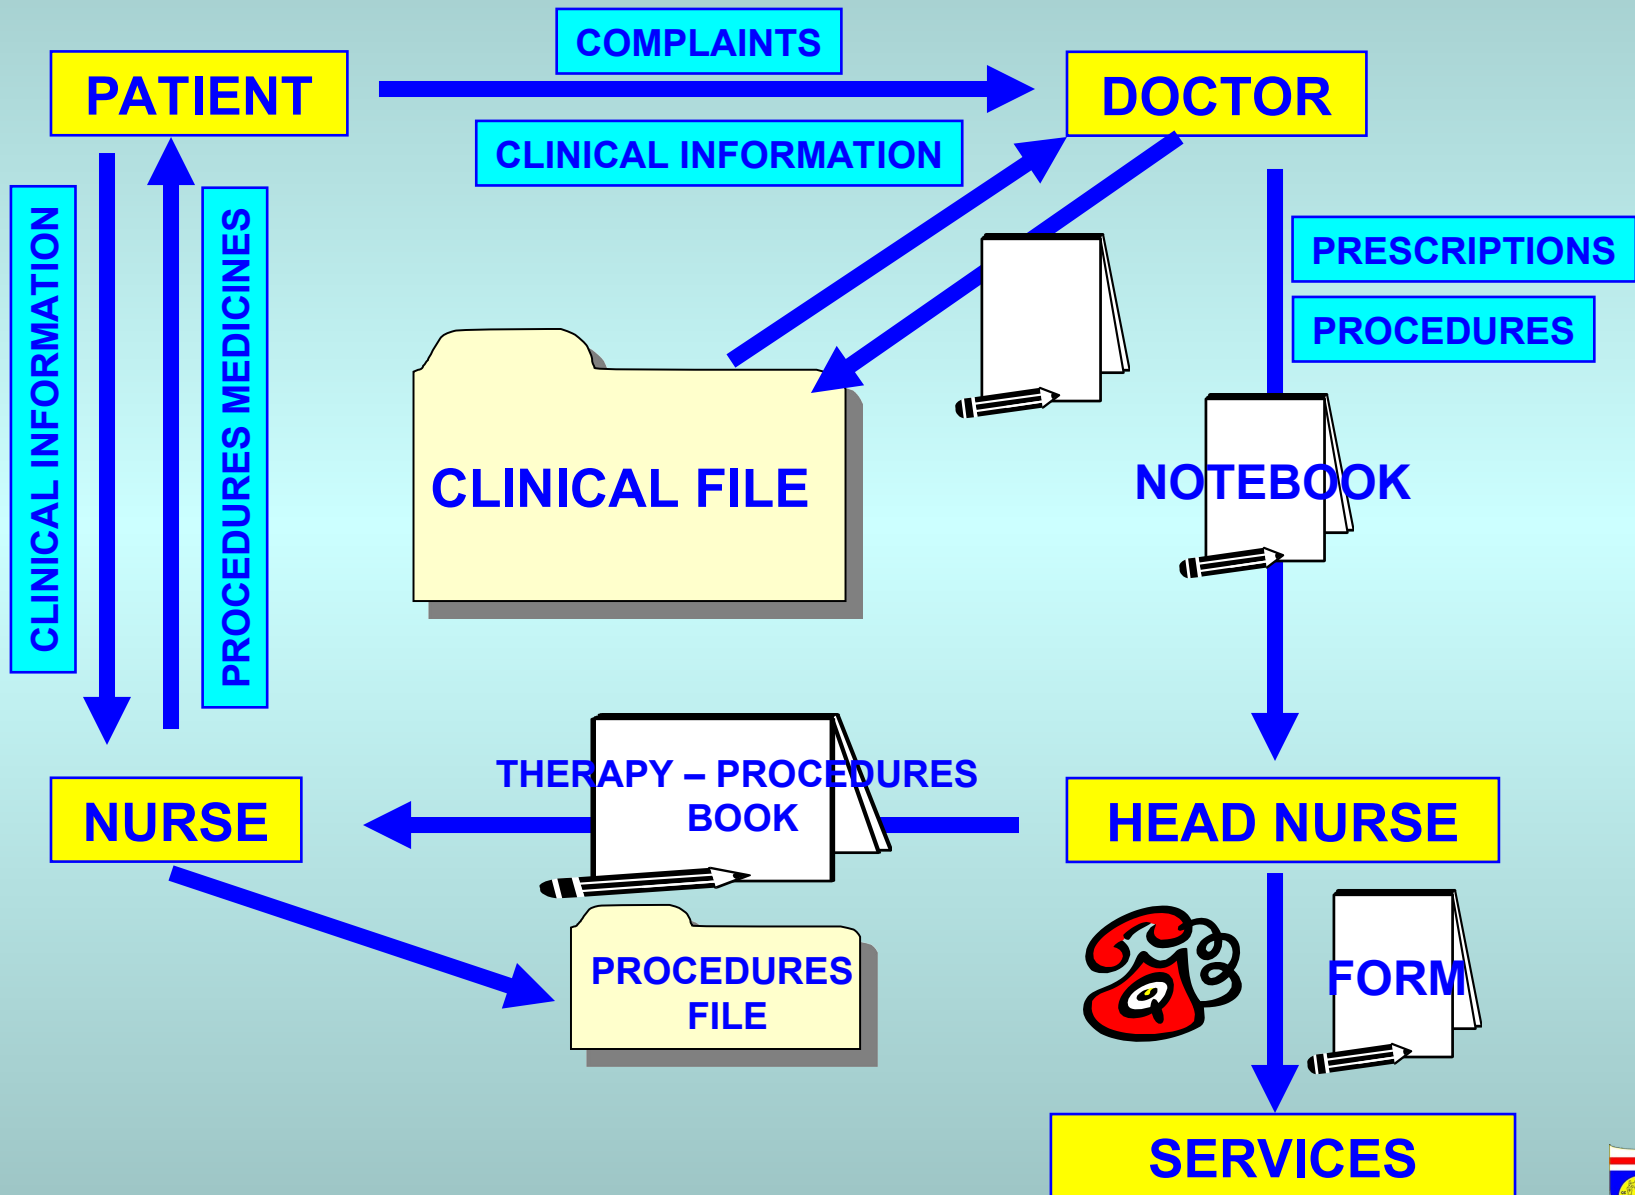 COMPLAINTS
PATIENT
DOCTOR
CLINICAL INFORMATION
CLINICAL INFORMATION
PROCEDURES MEDICINES
PRESCRIPTIONS
PROCEDURES
CLINICAL FILE
NOTEBOOK
THERAPY – PROCEDURES
BOOK
NURSE
HEAD NURSE
PROCEDURES
FILE
FORM
SERVICES